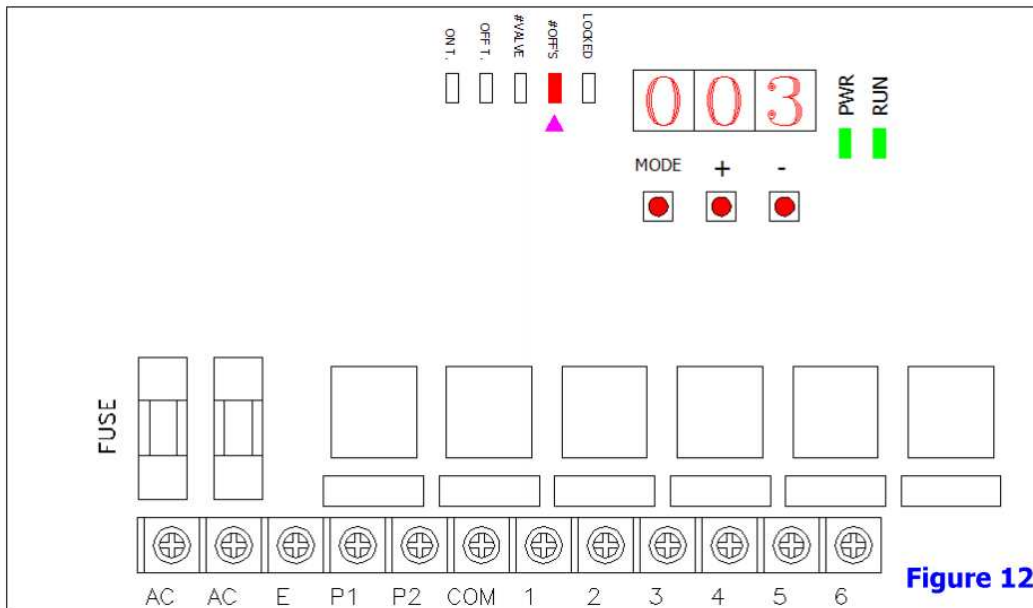 ON T,
OFF T,
#VALVE
#OFF'S
LOCKED
003
PWR
RUN
MODE + -
FUSE
AC AC E P1 P2 COM 1 2 3 4 5 6
Figure 12